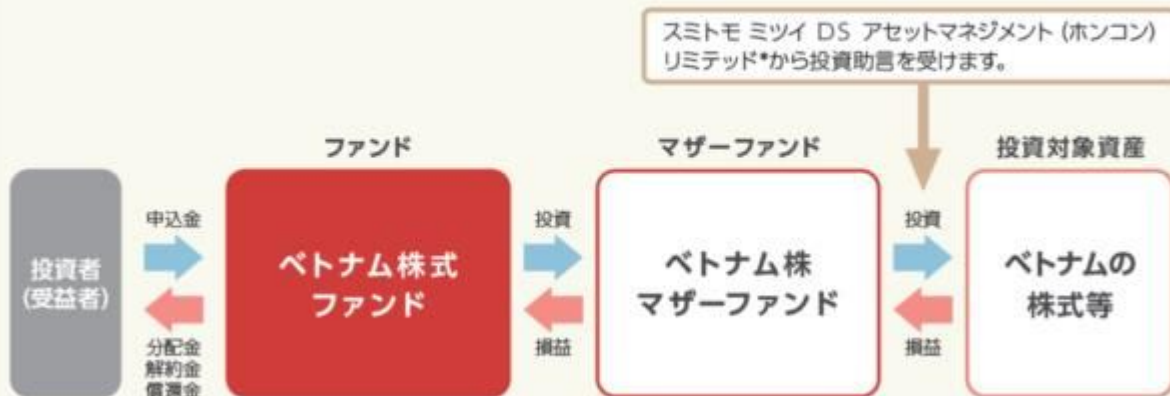 スミトモ ミツイ DS アセットマネジメント (ホンコン)
リミテッド*から投資助言を受けます。
ファンド
マザーファンド
投資対象資産
投資者
(受益者)
申込金
分配金
解約金
償還金
ベトナム株式
ファンド
投資
損益
ベトナム株
マザーファンド
投資
損益
ベトナムの
株式等